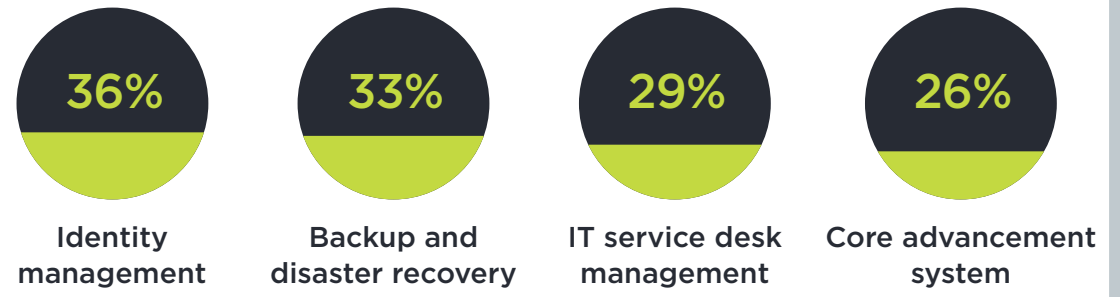 36%
33%
29%
26%
Identity
management
Backup and
disaster recovery
IT service desk
management
Core advancement
system